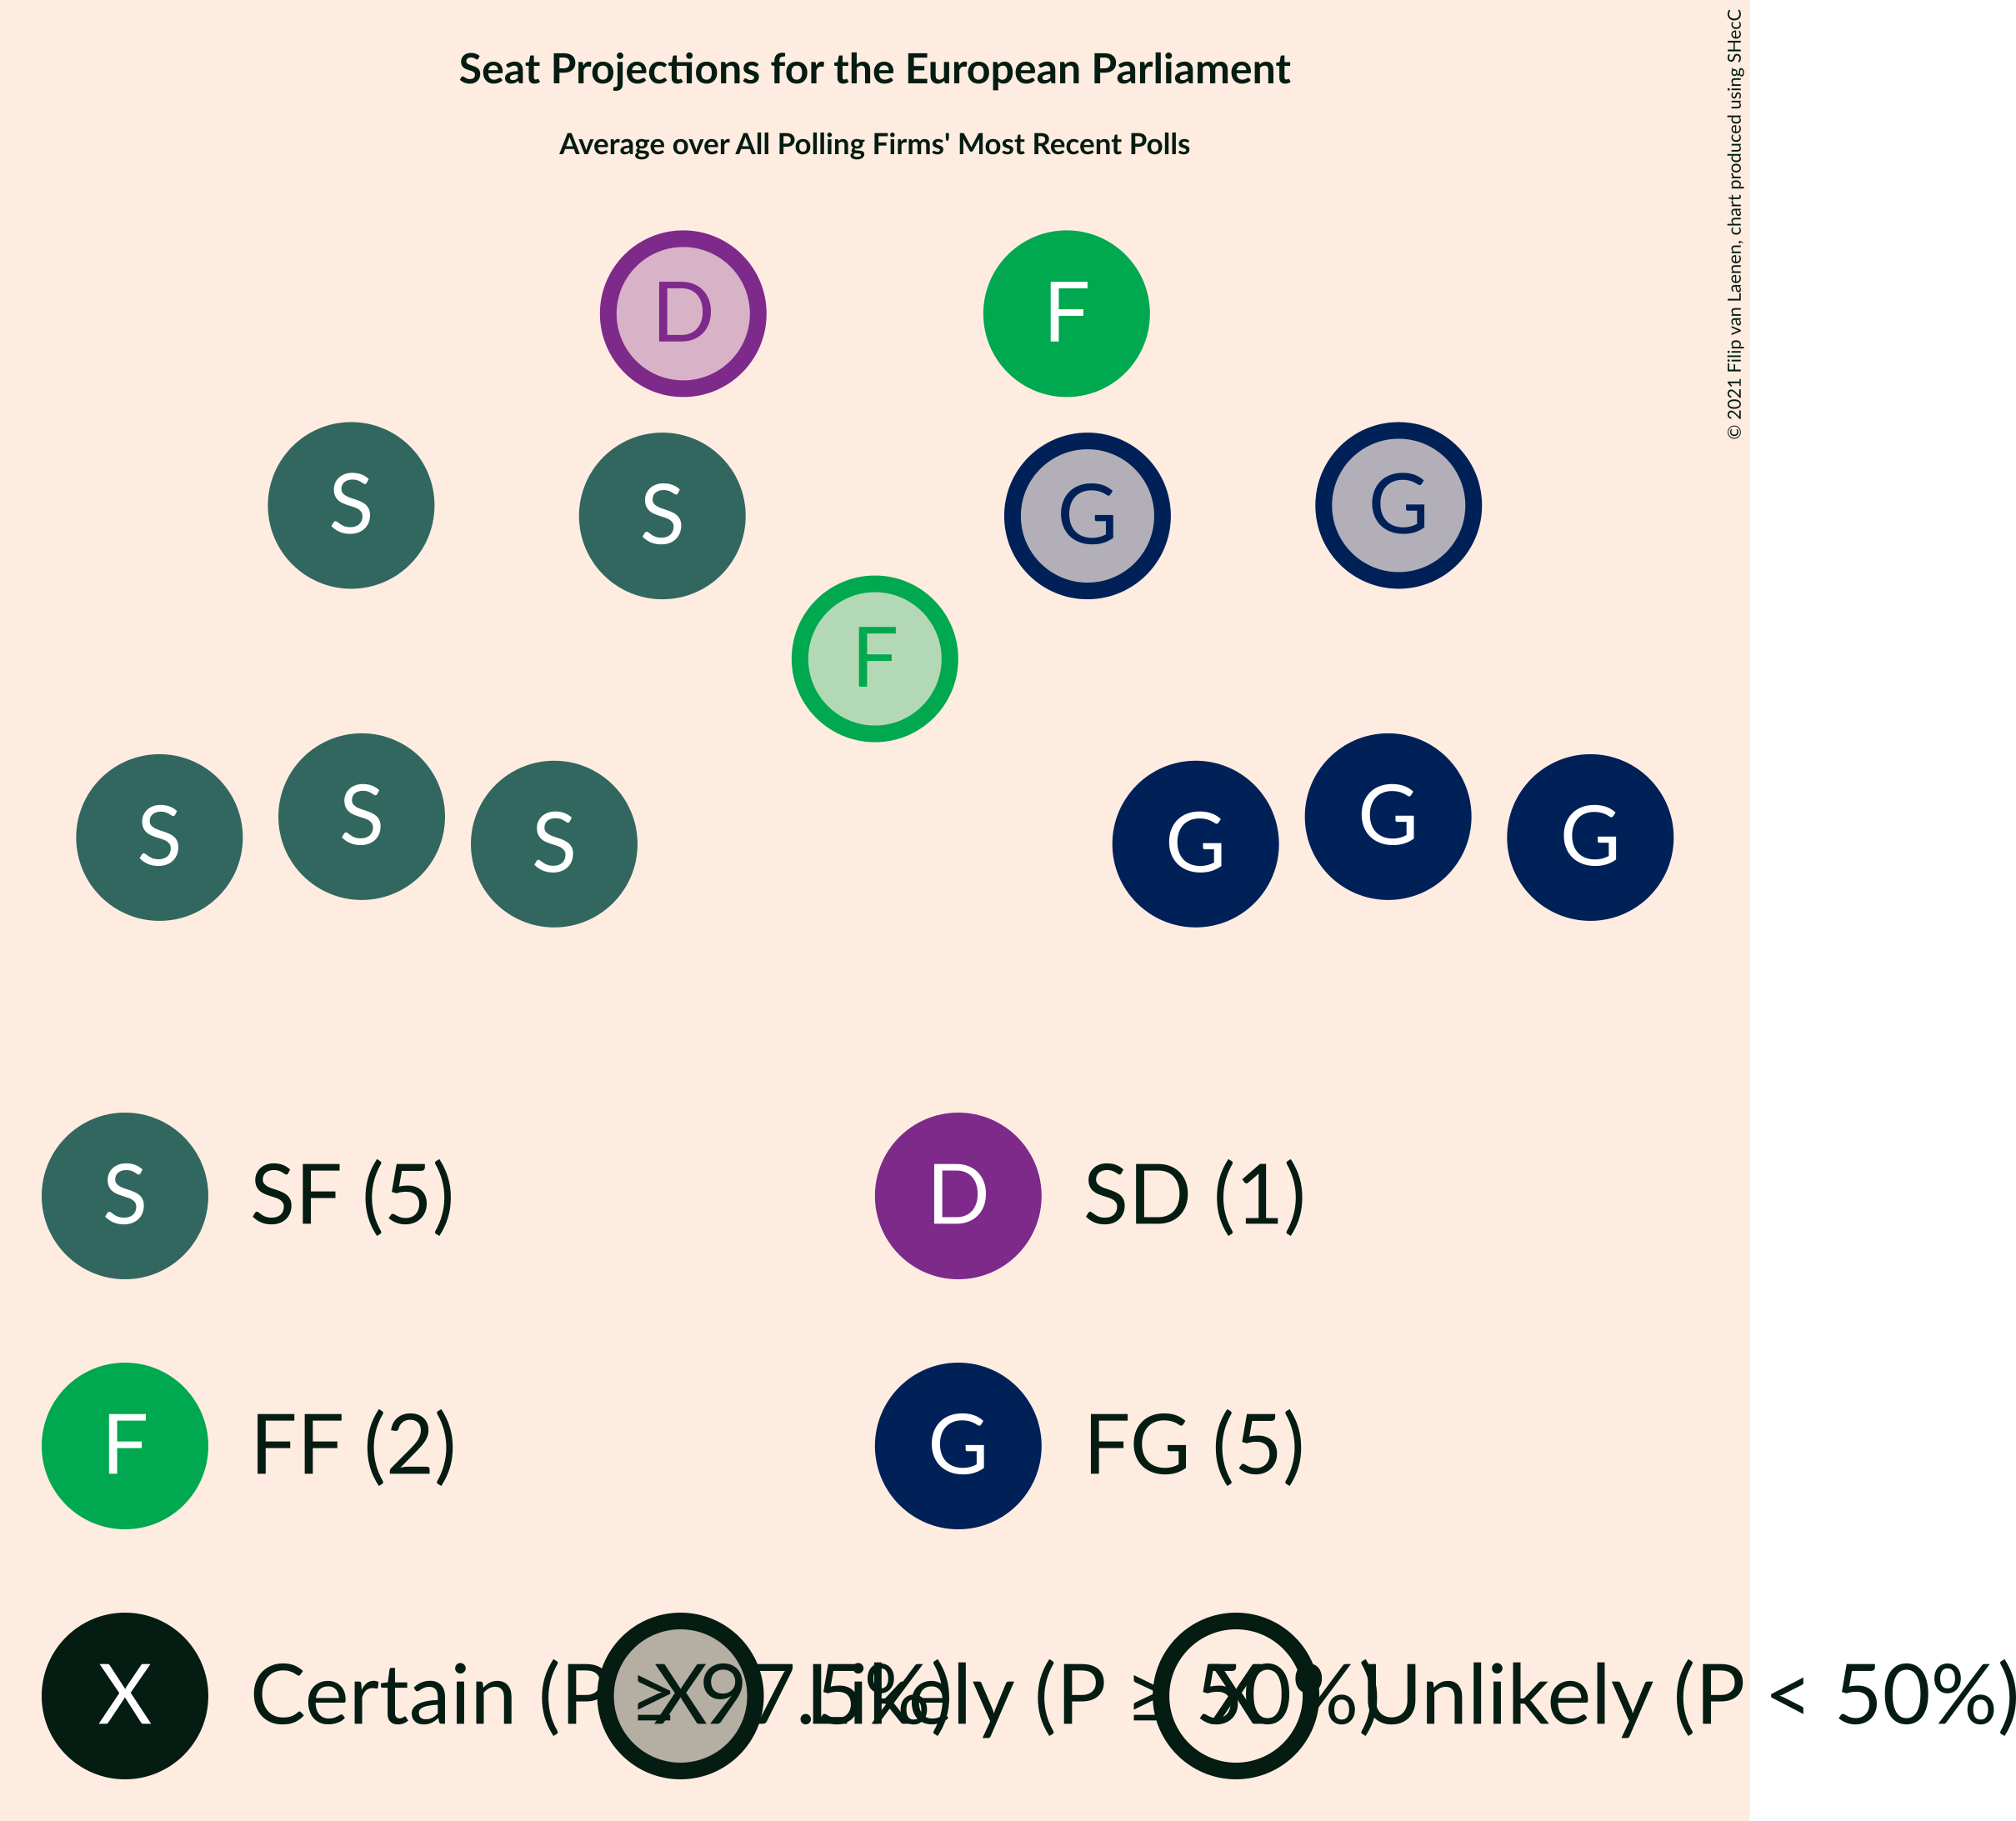 Seat Projections for the European Parliament
Average over All Polling Firms' Most Recent Polls
© 2021 Filip van Laenen, chart produced using SHecC
D F
S S G G
F
S S S G G G
S SF (5) D SD (1)
F FF (2) G FG (5)
X Certain (P ≥ 97.5%) X Likely (P ≥ 50%) X Unlikely (P < 50%)